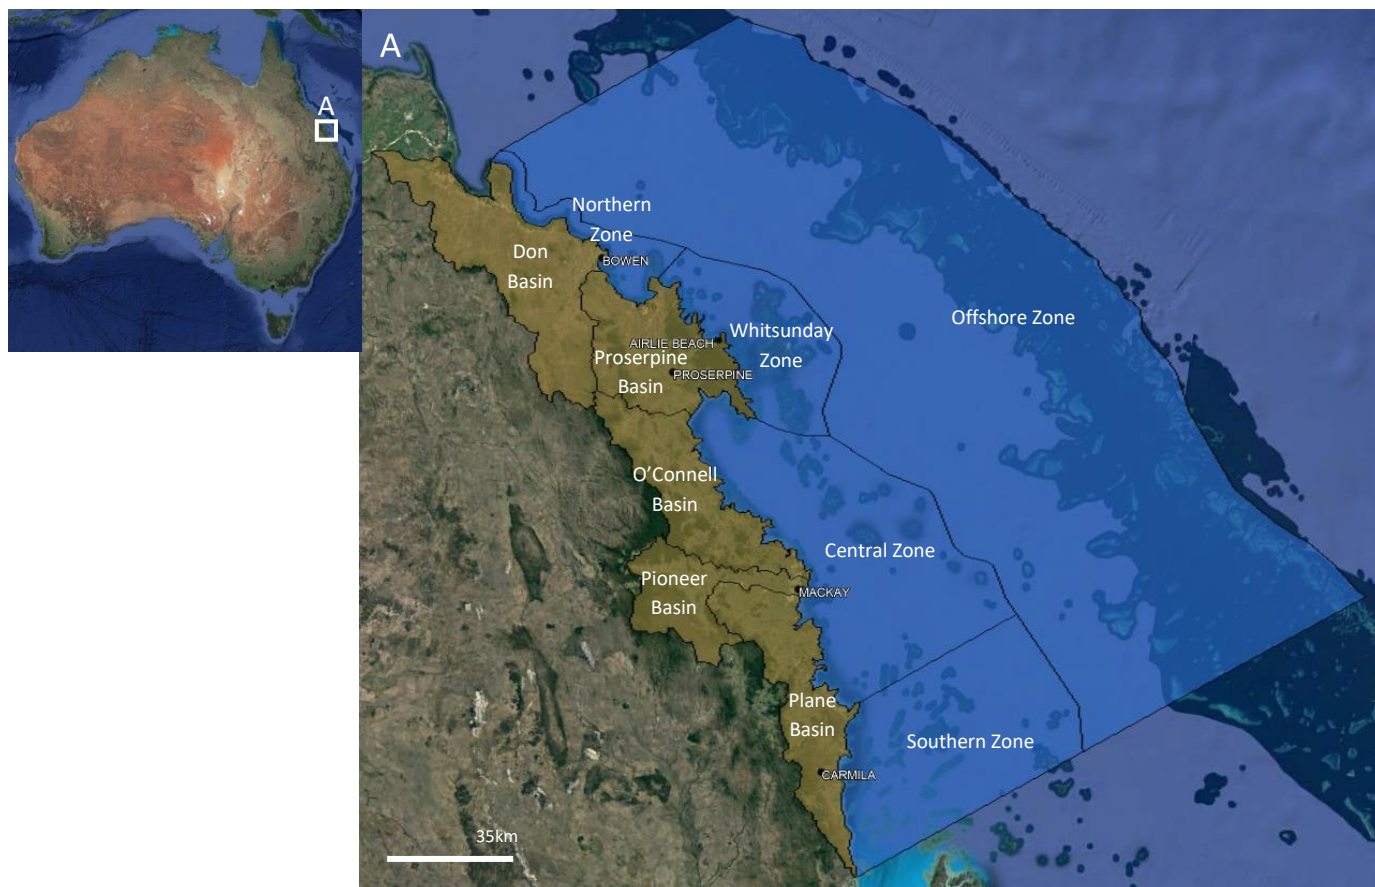 A
A
Northern
Zone
Don
Basin
BOWEN
Offshore Zone
Whitsunday
Zone
AIRLIE BEACH
Proserpine
Basin
PROSERPINE
O’Connell
Basin
Central Zone
Pioneer
Basin
MACKAY
Plane
Basin
Southern Zone
CARMILA
35km